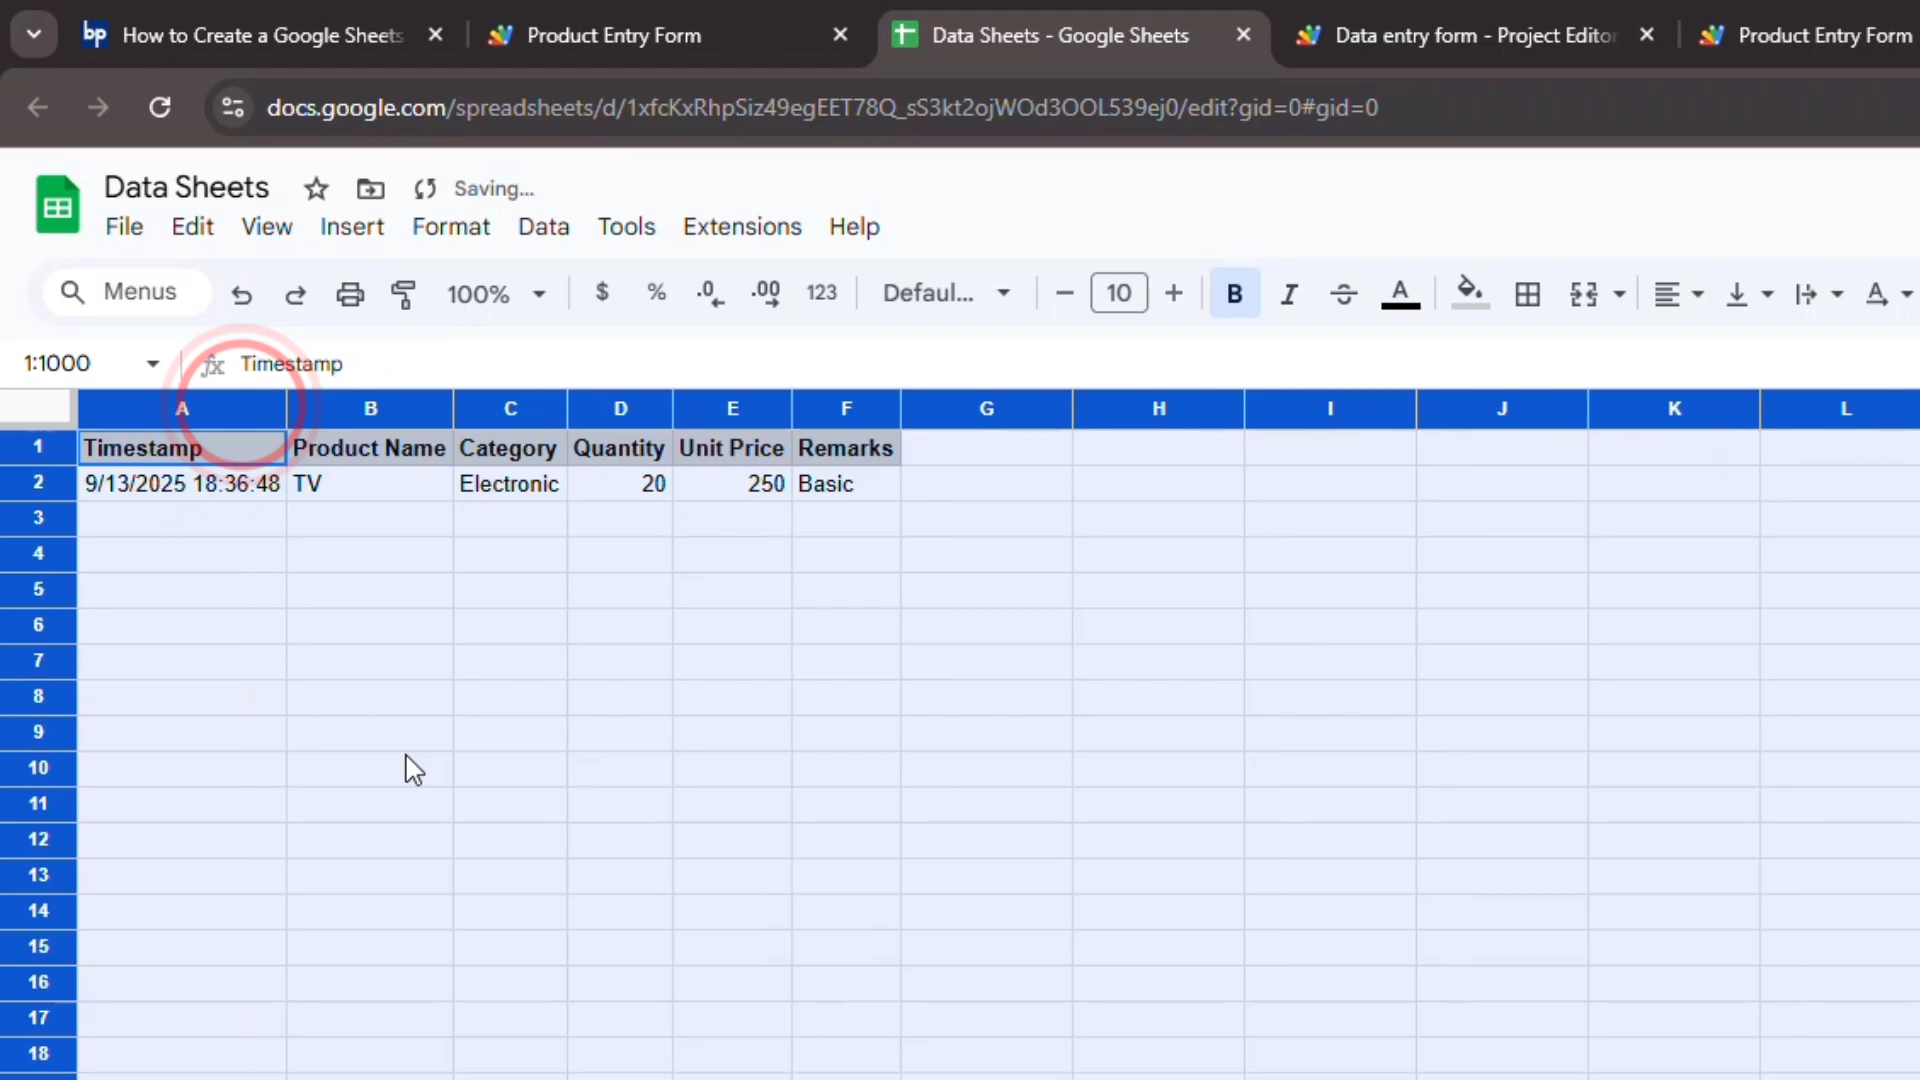 bp How to Create a Google Sheets Product Entry Form Data Sheets - Google Sheets Data entry form - Project Editor Product Entry Form
docs.google.com/spreadsheets/d/1xfcKxRhpSiz49egEET78Q_sS3kt2ojWOd3OOL539ej0/edit?gid=0#gid=0
Data Sheets Saving...
File Edit View Insert Format Data Tools Extensions Help
Menus 100% $ % .0 .00 123 Defaul... 10 B I A A
1:1000 fx Timestamp
A B C D E F G H I J K L
1 Timestamp Product Name Category Quantity Unit Price Remarks
2 9/13/2025 18:36:48 TV Electronic 20 250 Basic
3
4
5
6
7
8
9
10
11
12
13
14
15
16
17
18